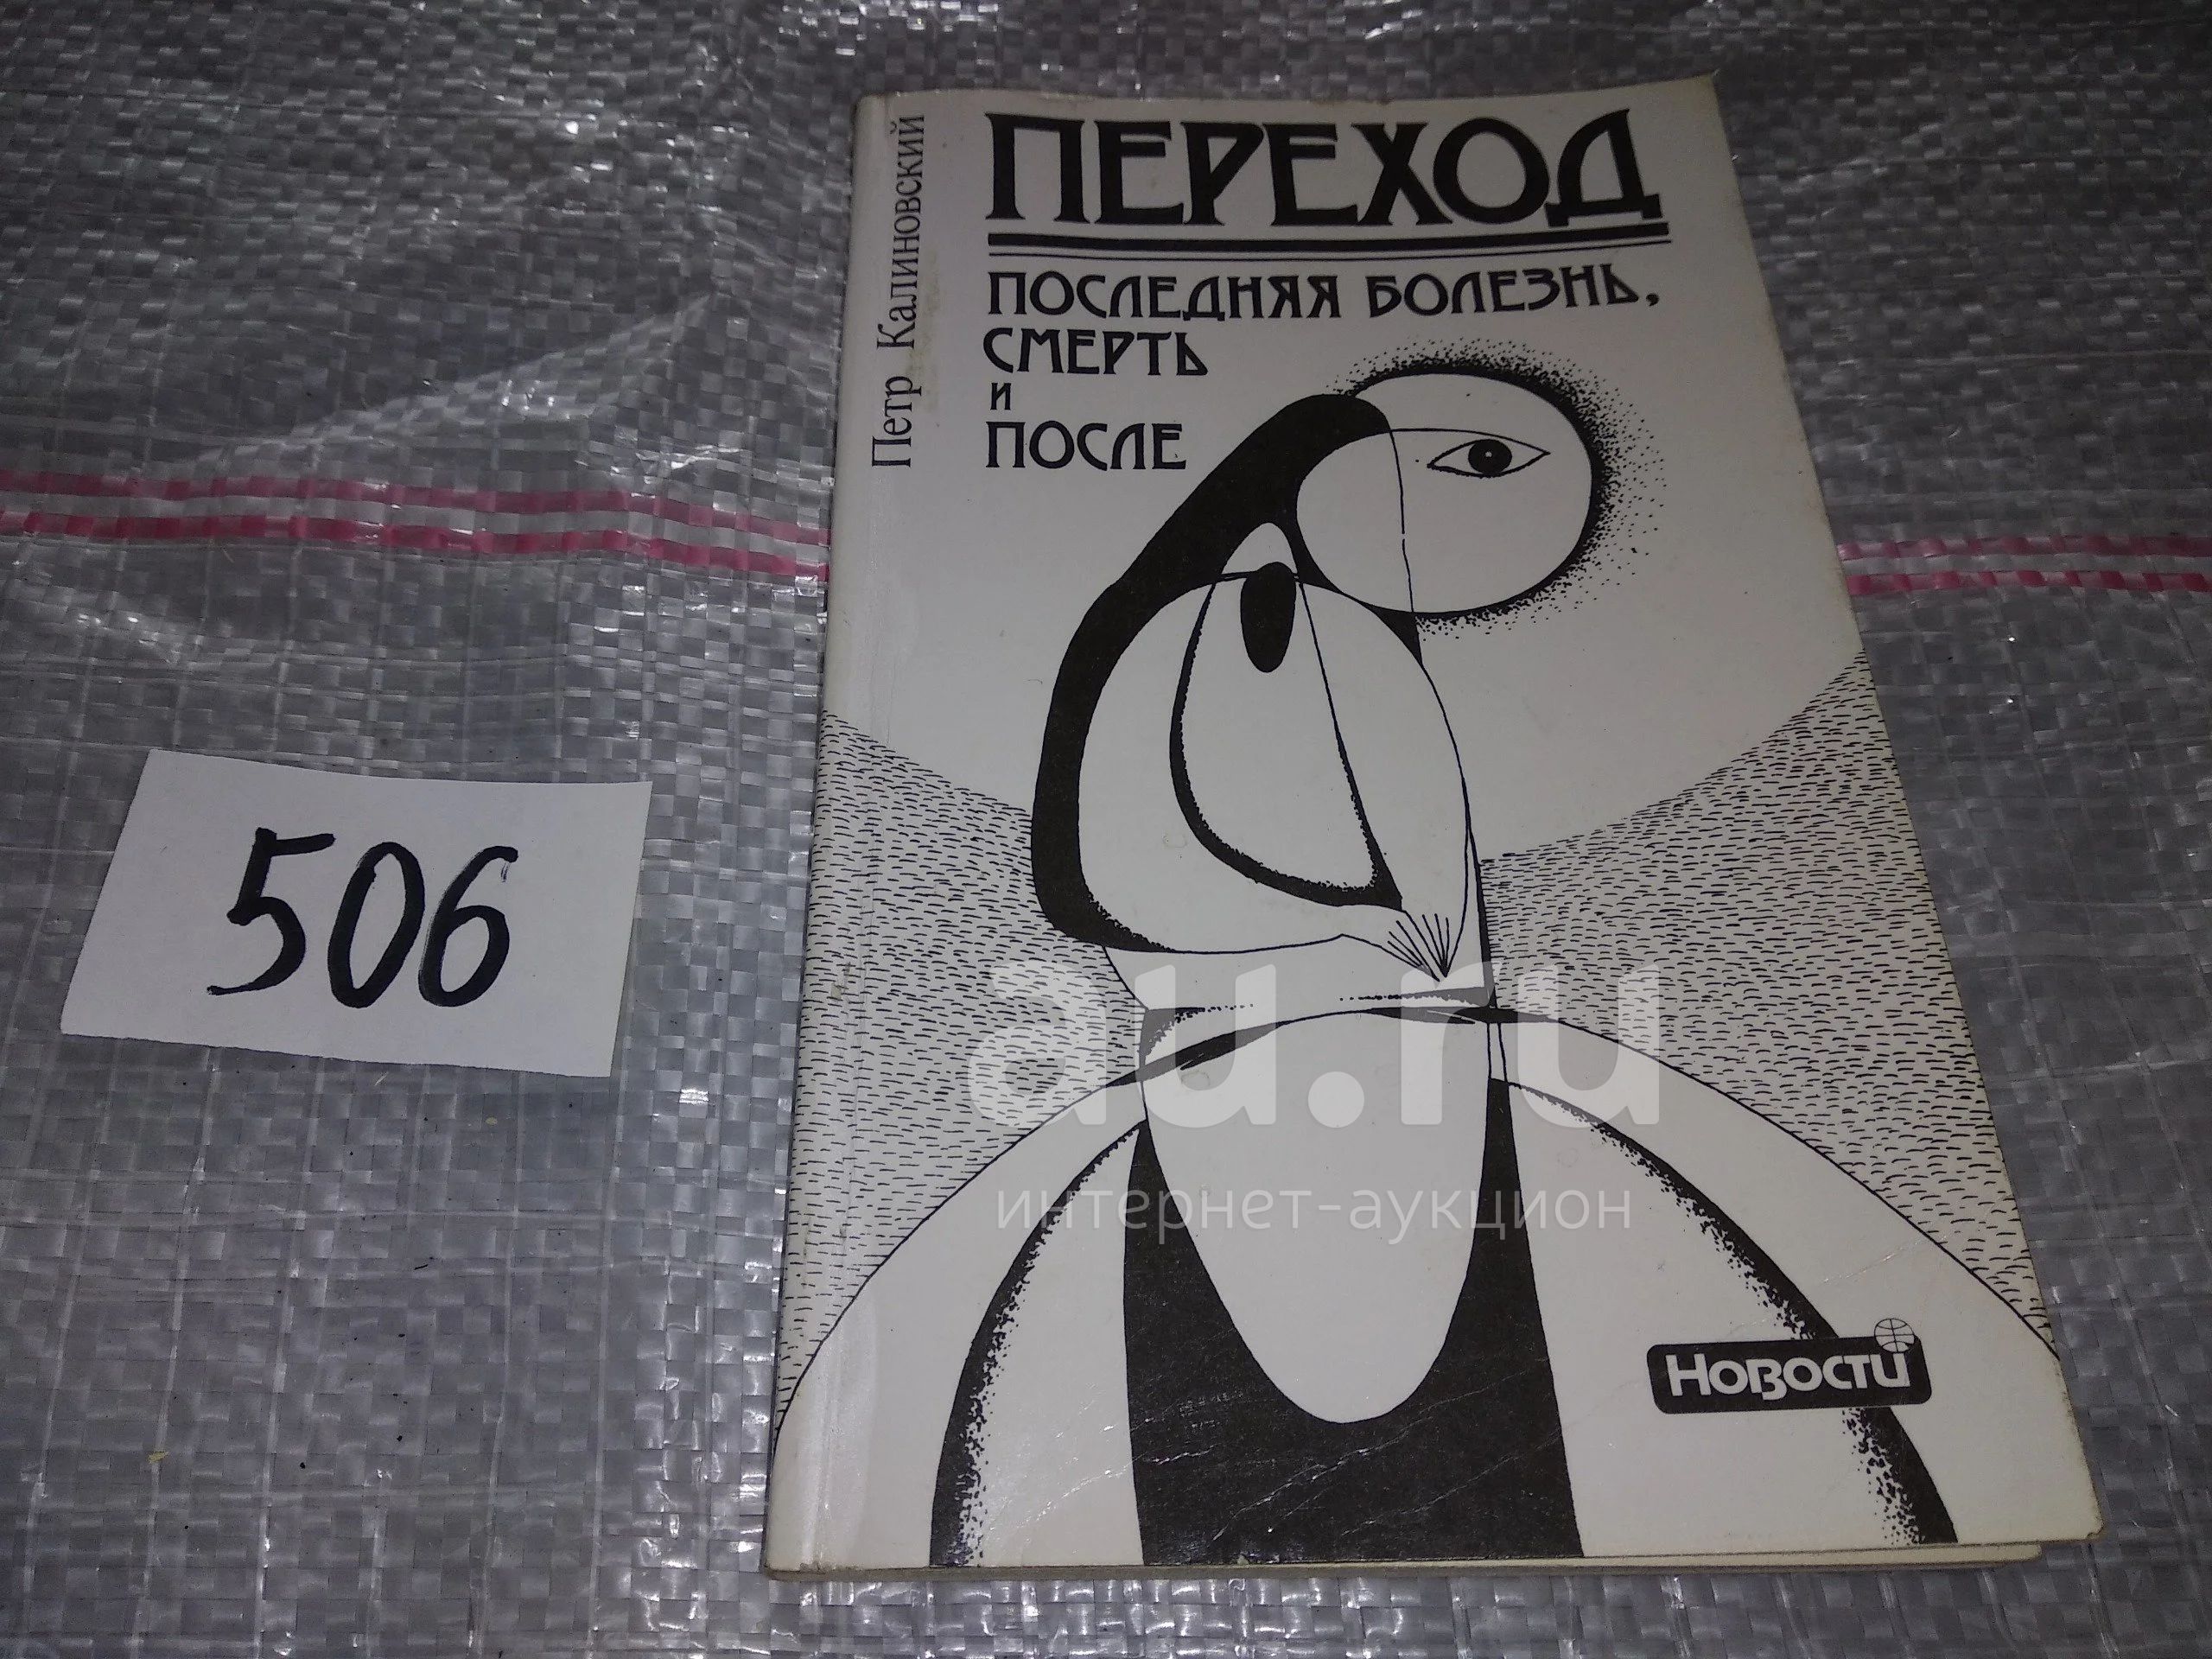 Петр Калиновский
ПЕРЕХОД
ПОСЛЕДНЯЯ БОЛЕЗНЬ,
СМЕРТЬ
И
ПОСЛЕ
506
au.ru
интернет-аукцион
НОВОСТИ